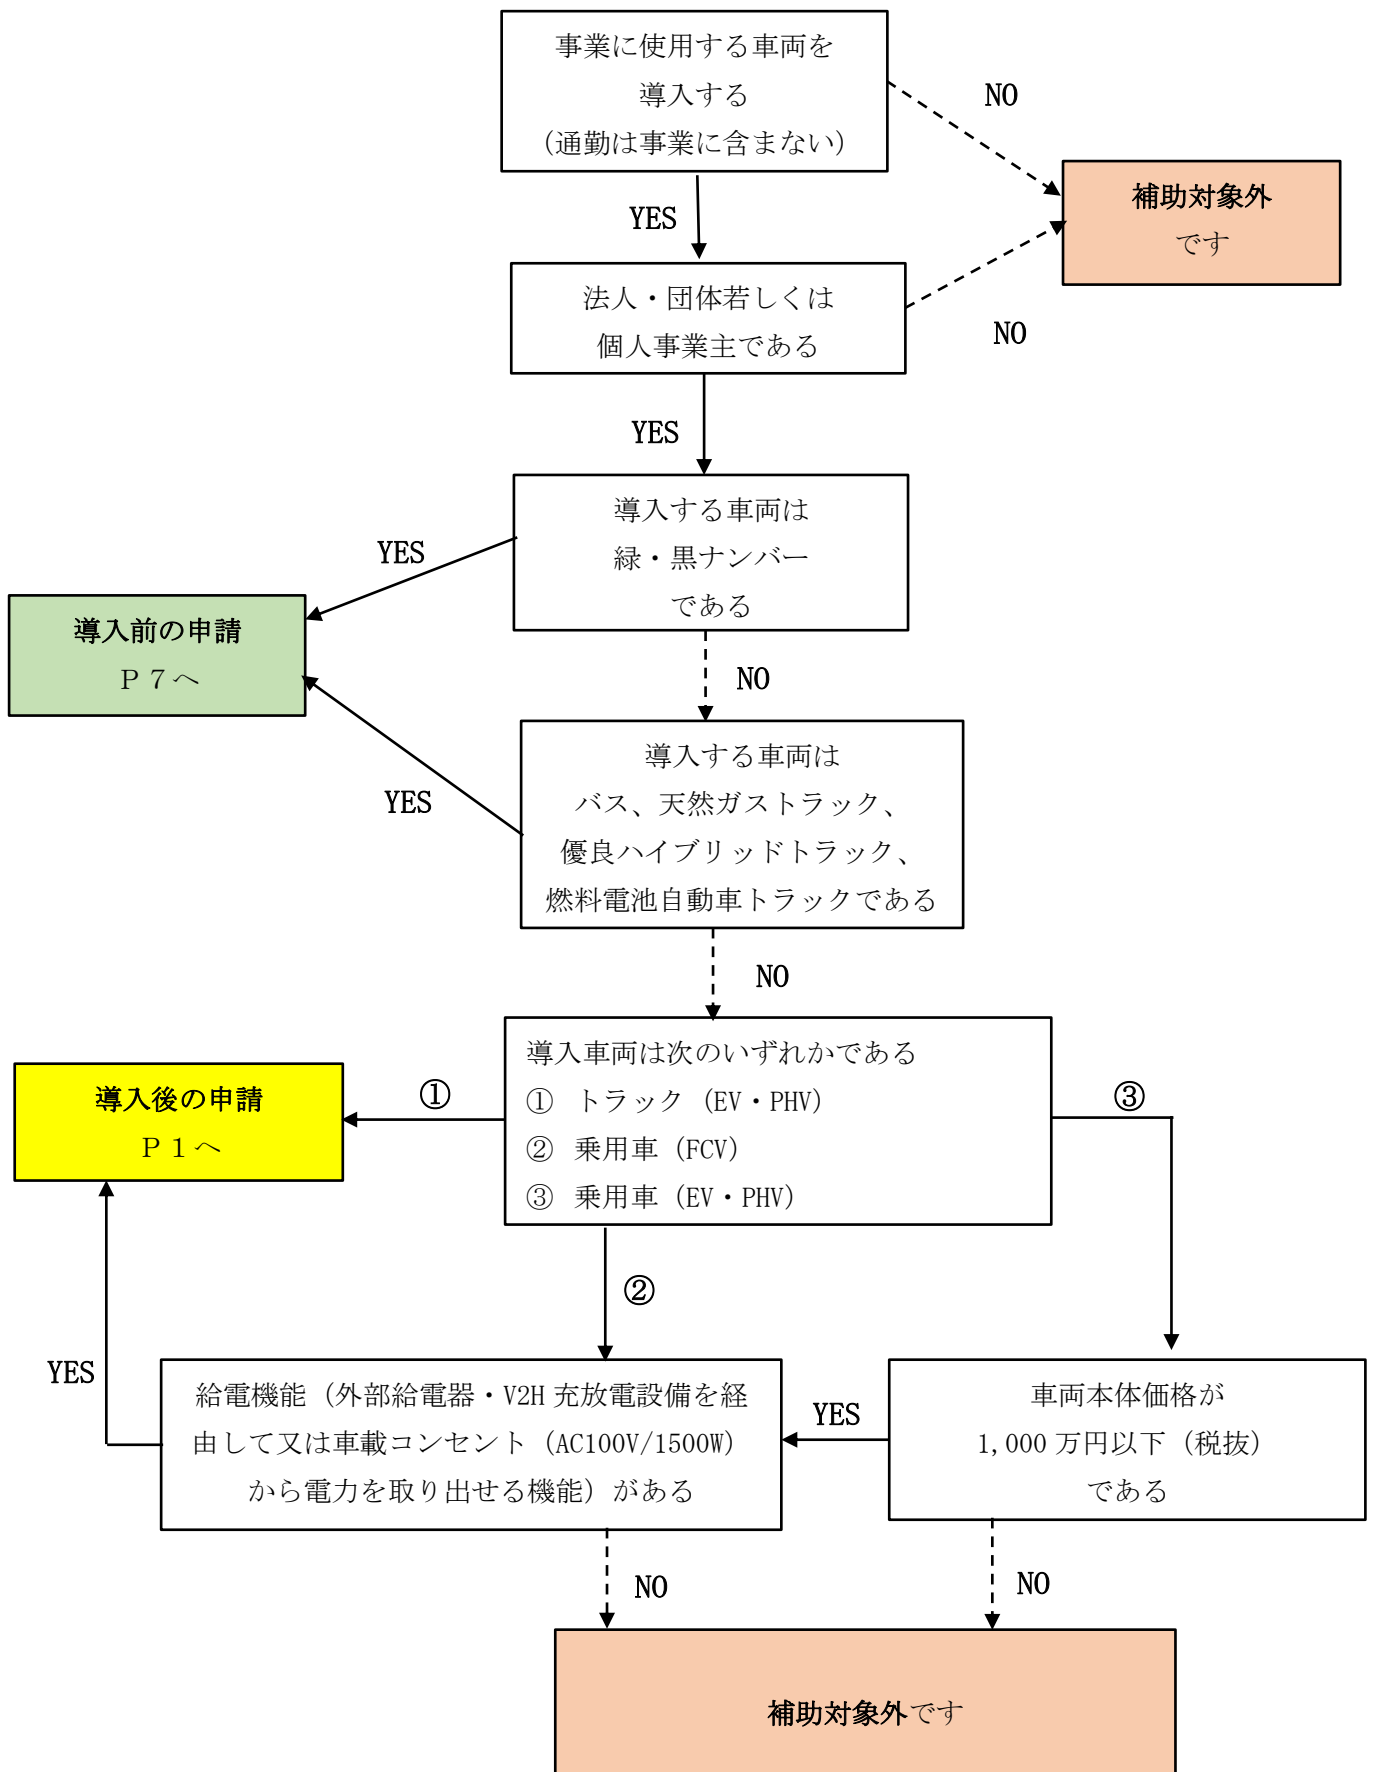 事業に使用する車両を
導入する
（通勤は事業に含まない）
NO
補助対象外
です
YES
法人・団体若しくは
個人事業主である
NO
YES
導入する車両は
緑・黒ナンバー
である
YES
導入前の申請
Ｐ７へ
NO
導入する車両は
バス、天然ガストラック、
優良ハイブリッドトラック、
燃料電池自動車トラックである
YES
NO
導入車両は次のいずれかである
① トラック（EV・PHV）
② 乗用車（FCV）
③ 乗用車（EV・PHV）
①
導入後の申請
Ｐ１へ
③
②
YES
給電機能（外部給電器・V2H 充放電設備を経
由して又は車載コンセント（AC100V/1500W）
から電力を取り出せる機能）がある
YES
車両本体価格が
1,000 万円以下（税抜）
である
NO
NO
補助対象外です